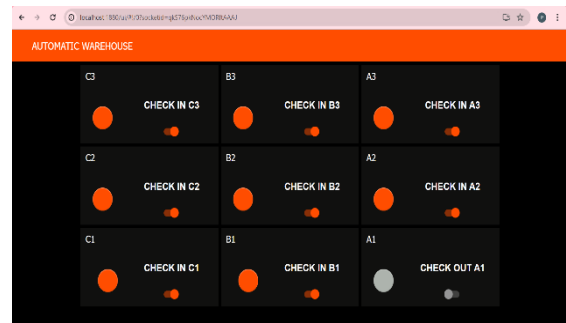 AUTOMATIC WAREHOUSE
C3
B3
A3
CHECK IN C3
CHECK IN B3
CHECK IN A3
C2
B2
A2
CHECK IN C2
CHECK IN B2
CHECK IN A2
C1
B1
A1
CHECK IN C1
CHECK IN B1
CHECK OUT A1